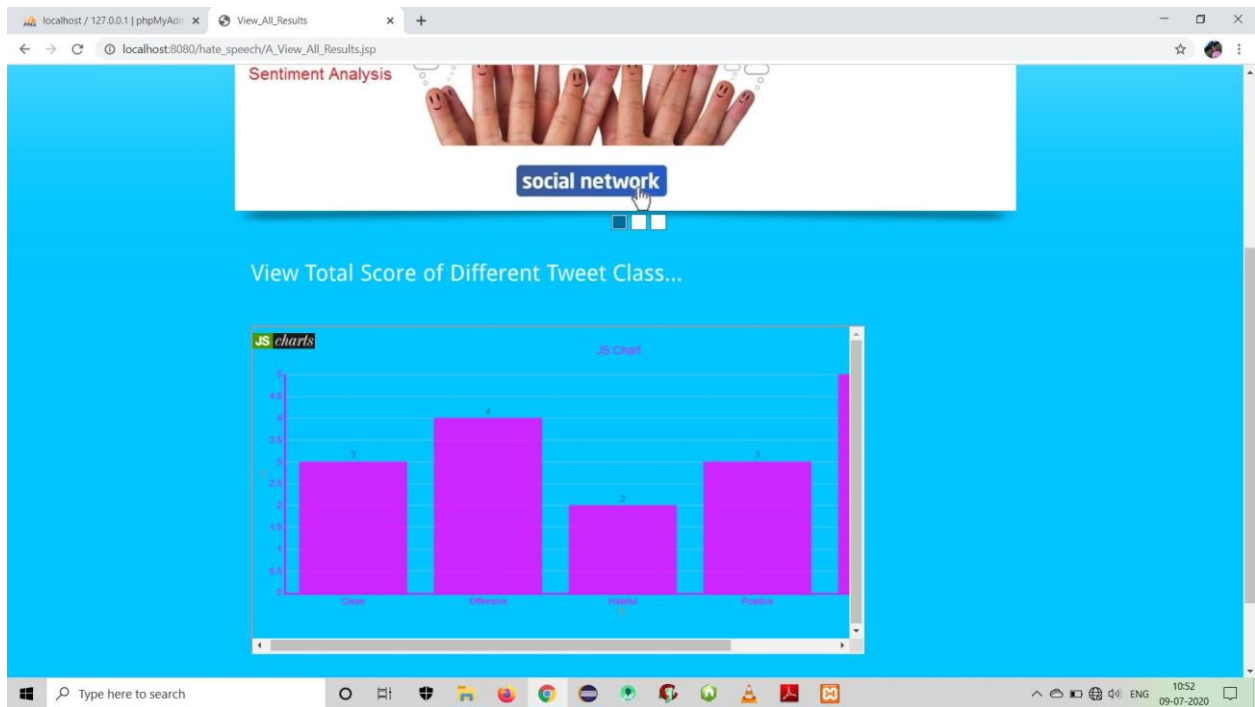 localhost / 127.0.0.1 | phpMyAdn
View_All_Results
localhost:8080/hate_speech/A_View_All_Results.jsp
Sentiment Analysis
social network
View Total Score of Different Tweet Class...
JS charts
JS Chart
5
4.5
4
3.5
3
2.5
2
1.5
1
0.5
0
3
4
2
3
Clean
Offensive
Hateful
Positive
Type here to search
ENG
10:52
09-07-2020